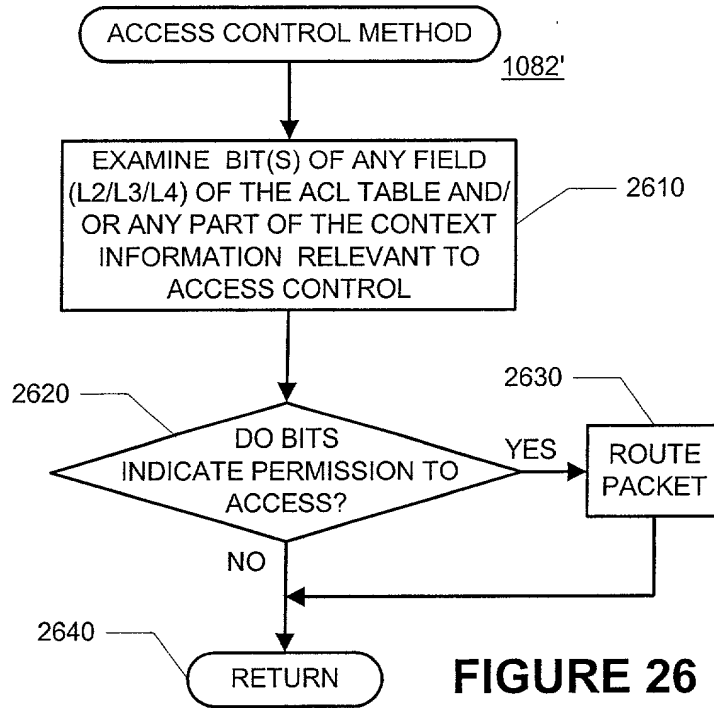 ACCESS CONTROL METHOD
1082'
EXAMINE BIT(S) OF ANY FIELD
(L2/L3/L4) OF THE ACL TABLE AND/
OR ANY PART OF THE CONTEXT
INFORMATION RELEVANT TO
ACCESS CONTROL
2610
2620
2630
DO BITS
INDICATE PERMISSION TO
ACCESS?
YES
ROUTE
PACKET
NO
2640
RETURN
FIGURE 26